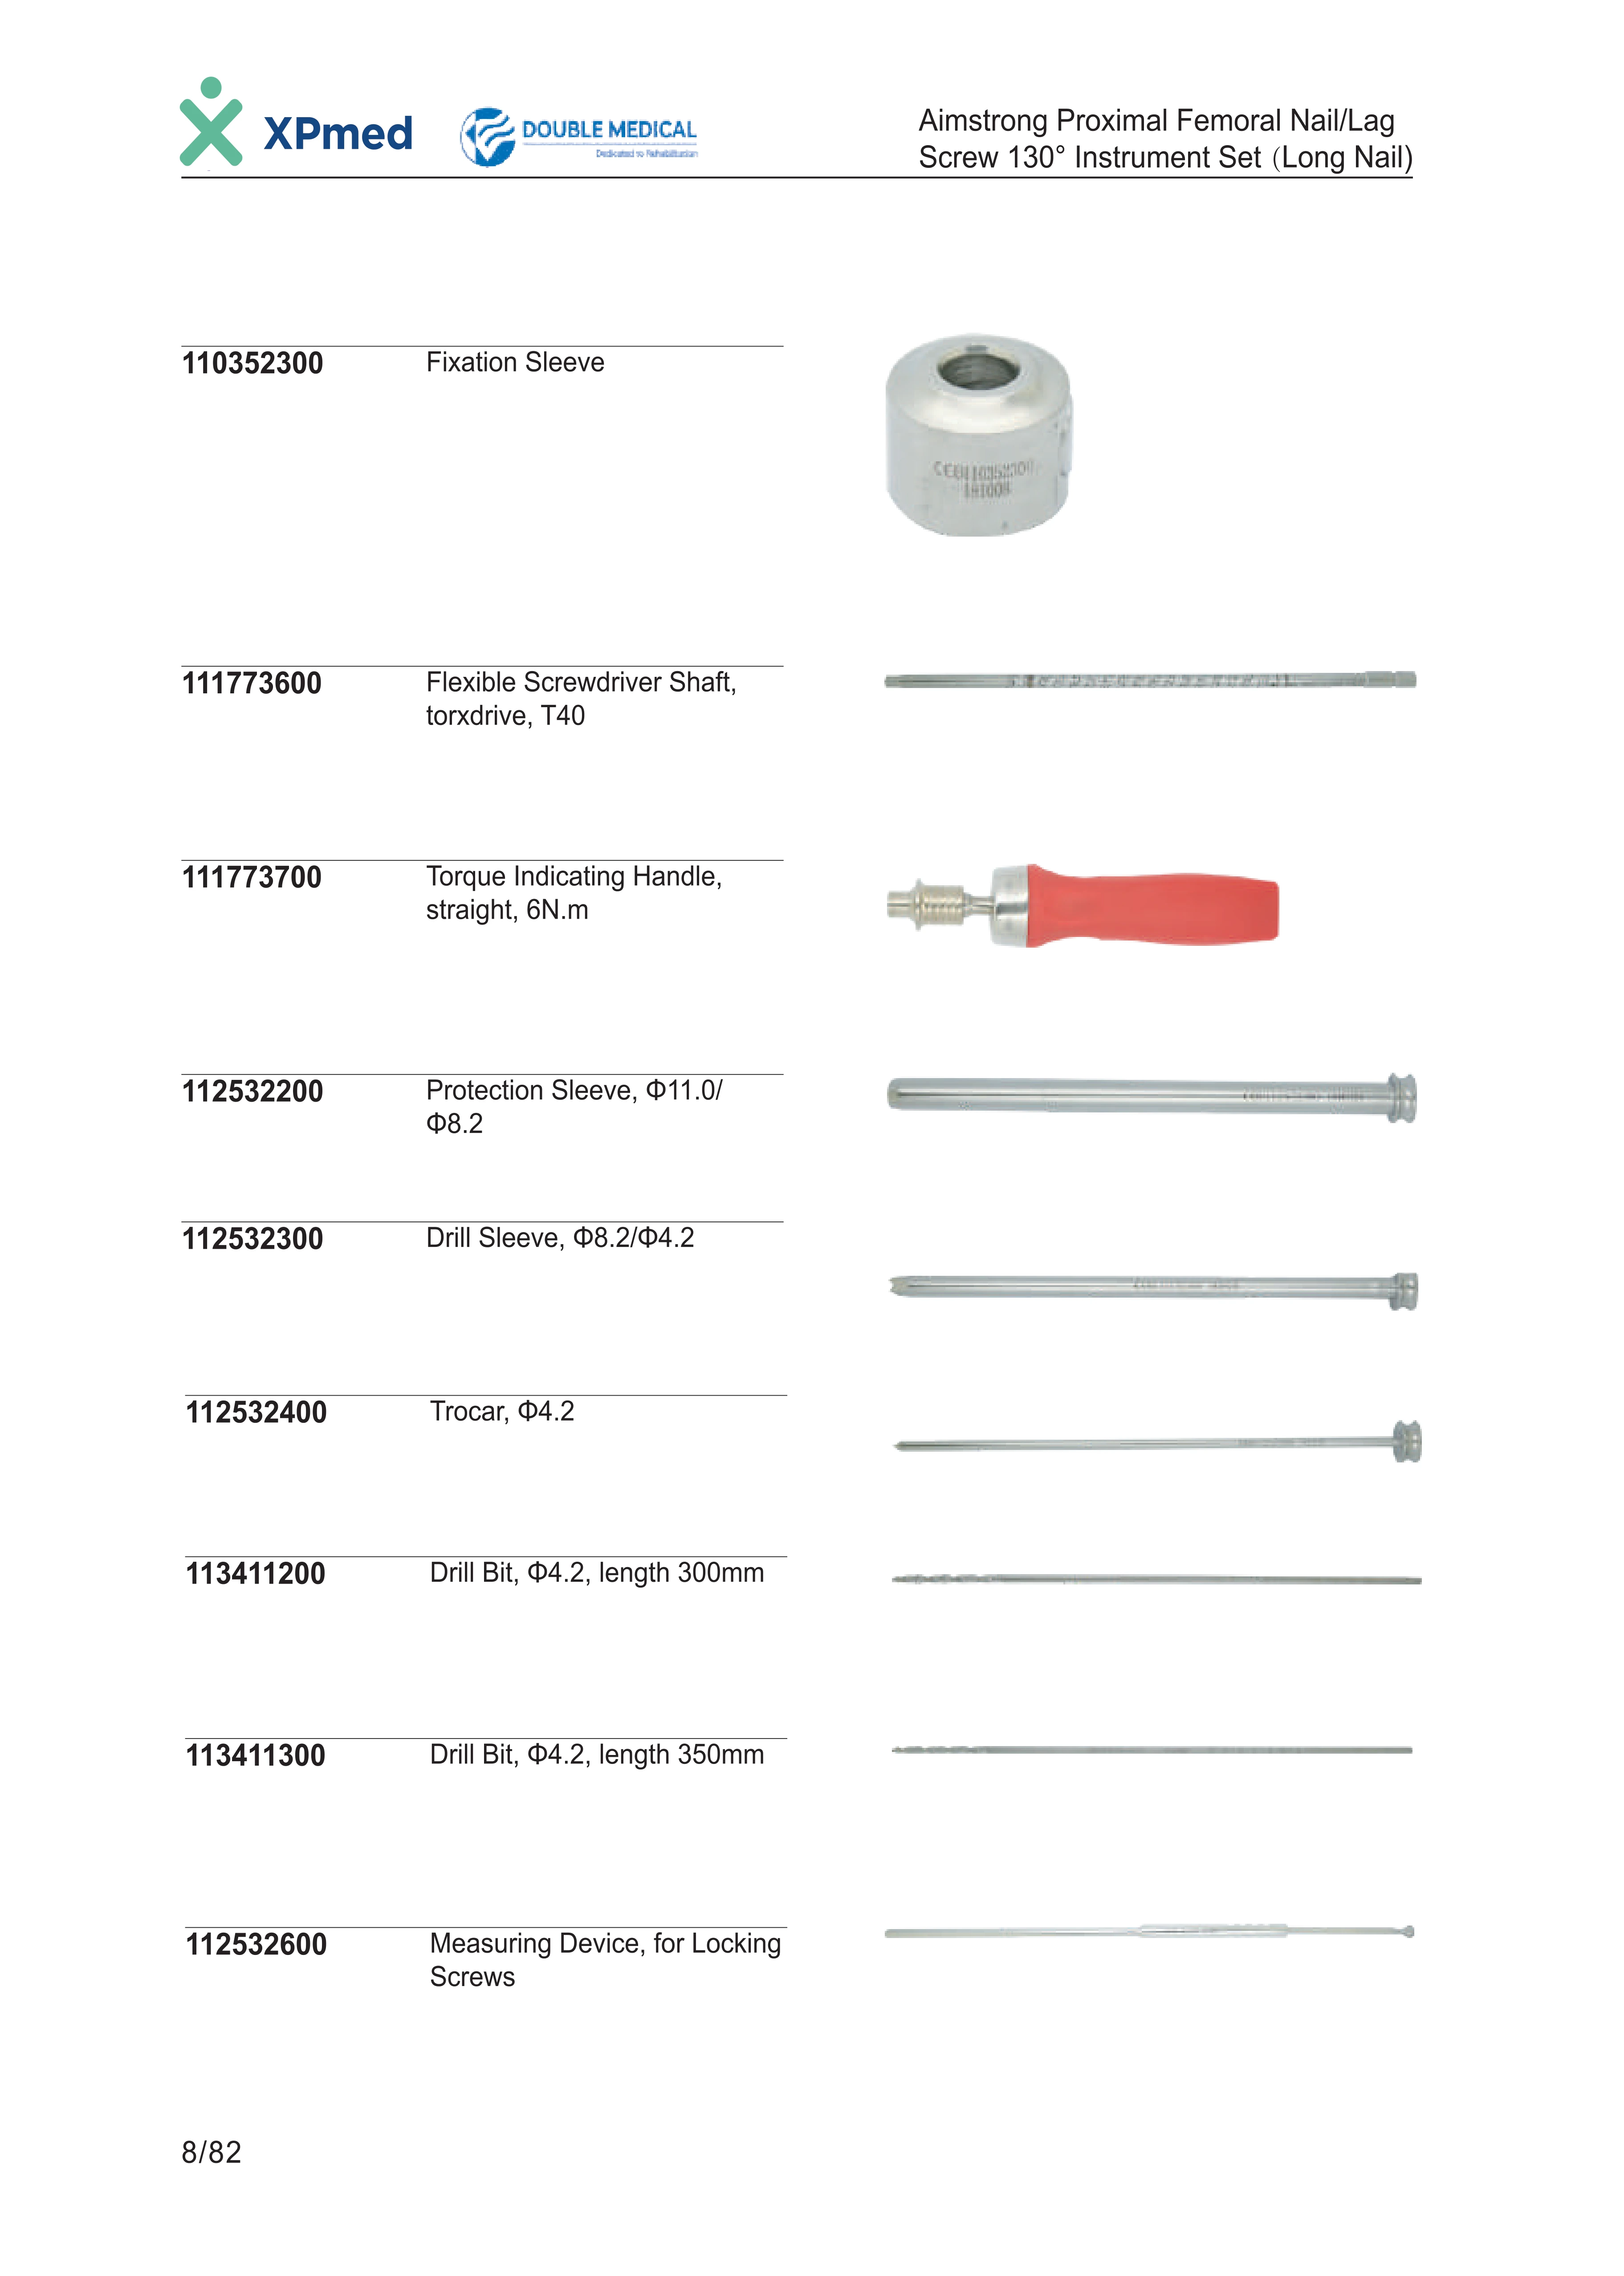 XPmed
DOUBLE MEDICAL
Dedicated to Rehabilitation
Aimstrong Proximal Femoral Nail/Lag
Screw 130° Instrument Set（Long Nail)
110352300 Fixation Sleeve
111773600 Flexible Screwdriver Shaft,
torxdrive, T40
111773700 Torque Indicating Handle,
straight, 6N.m
112532200 Protection Sleeve, Φ11.0/
Φ8.2
112532300 Drill Sleeve, Φ8.2/Φ4.2
112532400 Trocar, Φ4.2
113411200 Drill Bit, Φ4.2, length 300mm
113411300 Drill Bit, Φ4.2, length 350mm
112532600 Measuring Device, for Locking
Screws
8/82